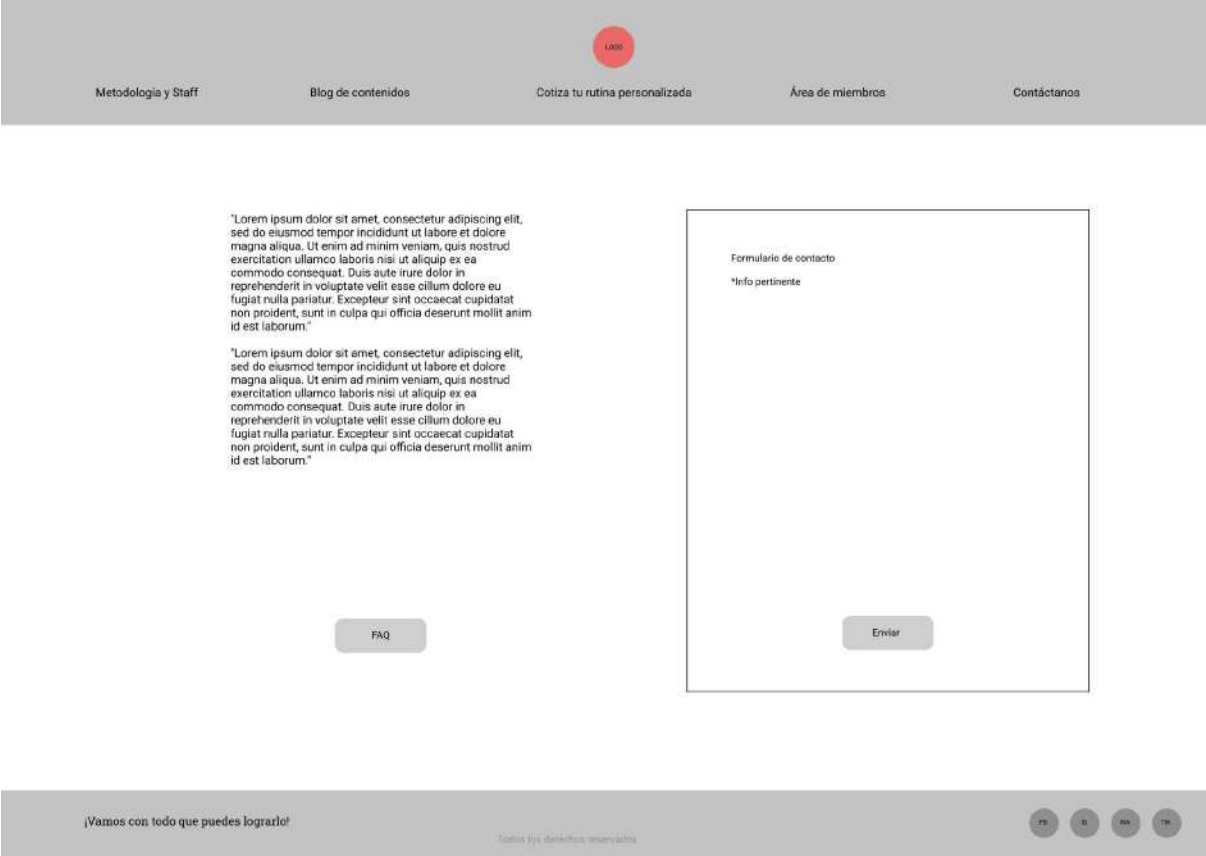 LOGO
Metodología y Staff
Blog de contenidos
Cotiza tu rutina personalizada
Área de miembros
Contáctanos
"Lorem ipsum dolor sit amet, consectetur adipiscing elit,
sed do eiusmod tempor incididunt ut labore et dolore
magna aliqua. Ut enim ad minim veniam, quis nostrud
exercitation ullamco laboris nisi ut aliquip ex ea
commodo consequat. Duis aute irure dolor in
reprehenderit in voluptate velit esse cillum dolore eu
fugiat nulla pariatur. Excepteur sint occaecat cupidatat
non proident, sunt in culpa qui officia deserunt mollit anim
id est laborum."
"Lorem ipsum dolor sit amet, consectetur adipiscing elit,
sed do eiusmod tempor incididunt ut labore et dolore
magna aliqua. Ut enim ad minim veniam, quis nostrud
exercitation ullamco laboris nisi ut aliquip ex ea
commodo consequat. Duis aute irure dolor in
reprehenderit in voluptate velit esse cillum dolore eu
fugiat nulla pariatur. Excepteur sint occaecat cupidatat
non proident, sunt in culpa qui officia deserunt mollit anim
id est laborum."
FAQ
Formulario de contacto
*Info pertinente
Enviar
¡Vamos con todo que puedes lograrlo!
Todos los derechos reservados
FB